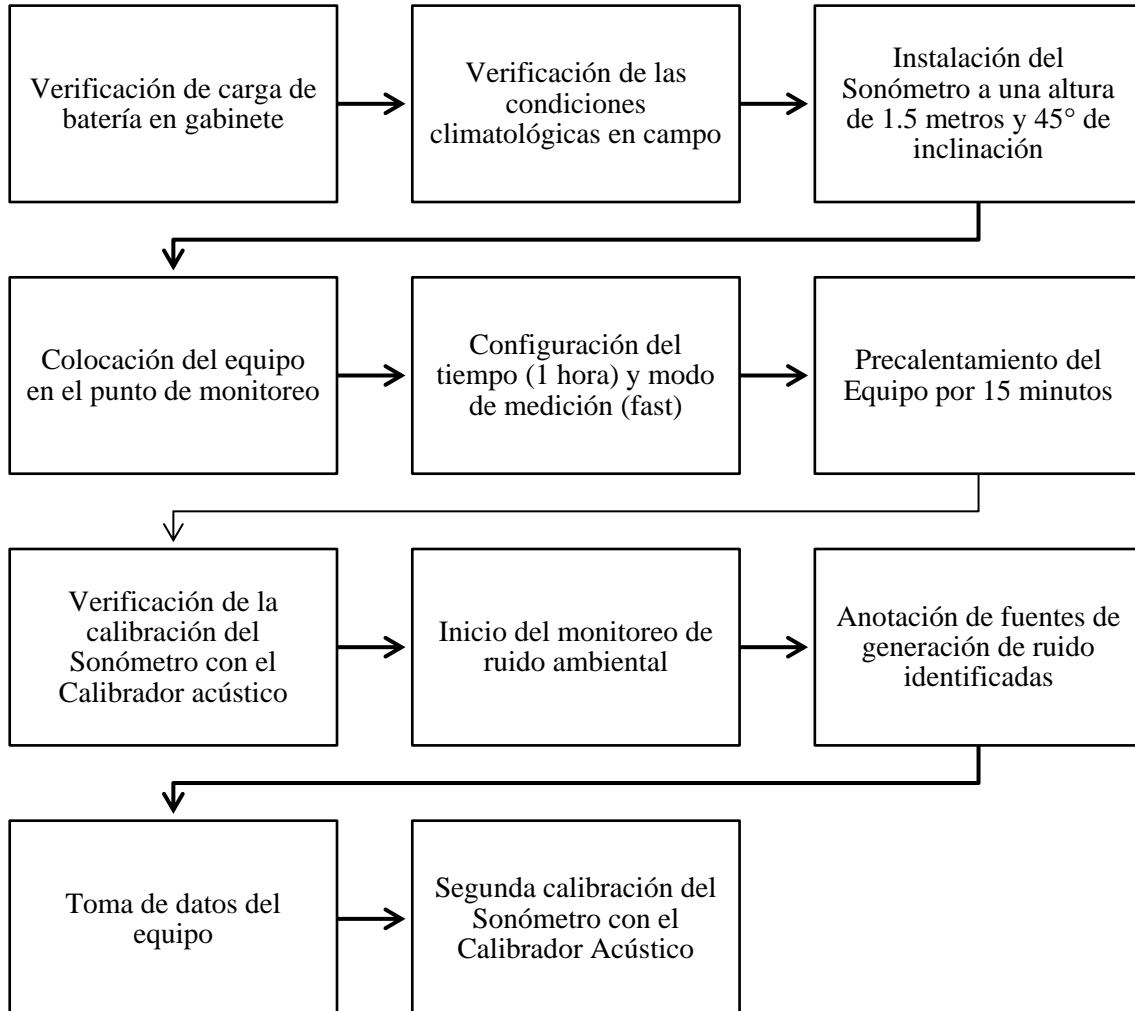 Verificación de carga de
batería en gabinete
Verificación de las
condiciones
climatológicas en campo
Instalación del
Sonómetro a una altura
de 1.5 metros y 45° de
inclinación
Colocación del equipo
en el punto de monitoreo
Configuración del
tiempo (1 hora) y modo
de medición (fast)
Precalentamiento del
Equipo por 15 minutos
Verificación de la
calibración del
Sonómetro con el
Calibrador acústico
Inicio del monitoreo de
ruido ambiental
Anotación de fuentes de
generación de ruido
identificadas
Toma de datos del
equipo
Segunda calibración del
Sonómetro con el
Calibrador Acústico